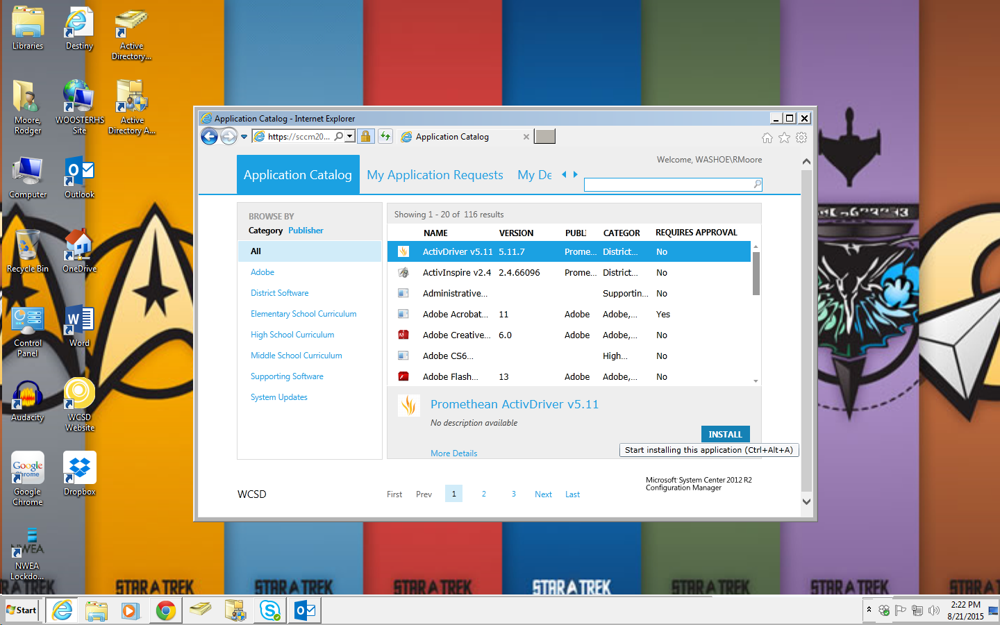 Libraries
Destiny
Active
Directory...
Moore,
Rodger
WOOSTERHS
Site
Active
Directory A...
Computer
Outlook
Recycle Bin
OneDrive
Control
Panel
Word
Audacity
WCSD
Website
Google
Chrome
Google
Chrome
Dropbox
NWEA
NWEA
Lockdo...
Application Catalog - Internet Explorer
https://sccm20...
Application Catalog
Welcome, WASHOE\RMoore
Application Catalog
My Application Requests
My De
BROWSE BY
Category Publisher
All
Adobe
District Software
Elementary School Curriculum
High School Curriculum
Middle School Curriculum
Supporting Software
System Updates
Showing 1 - 20 of 116 results
NAME VERSION PUBL CATEGOR REQUIRES APPROVAL
ActivDriver v5.11 5.11.7 Prome... District... No
ActivInspire v2.4 2.4.66096 Prome... District... No
Administrative... Supportin... No
Adobe Acrobat... 11 Adobe Adobe,... Yes
Adobe Creative... 6.0 Adobe Adobe,... No
Adobe CS6... High... No
Adobe Flash... 13 Adobe Adobe,... No
Promethean ActivDriver v5.11
No description available
INSTALL
Start installing this application (Ctrl+Alt+A)
More Details
WCSD
First Prev 1 2 3 Next Last
Microsoft System Center 2012 R2
Configuration Manager
STAR TREK
STAR TREK
STAR TREK
STAR TREK
STAR TREK
STAR TREK
Start
2:22 PM
8/21/2015